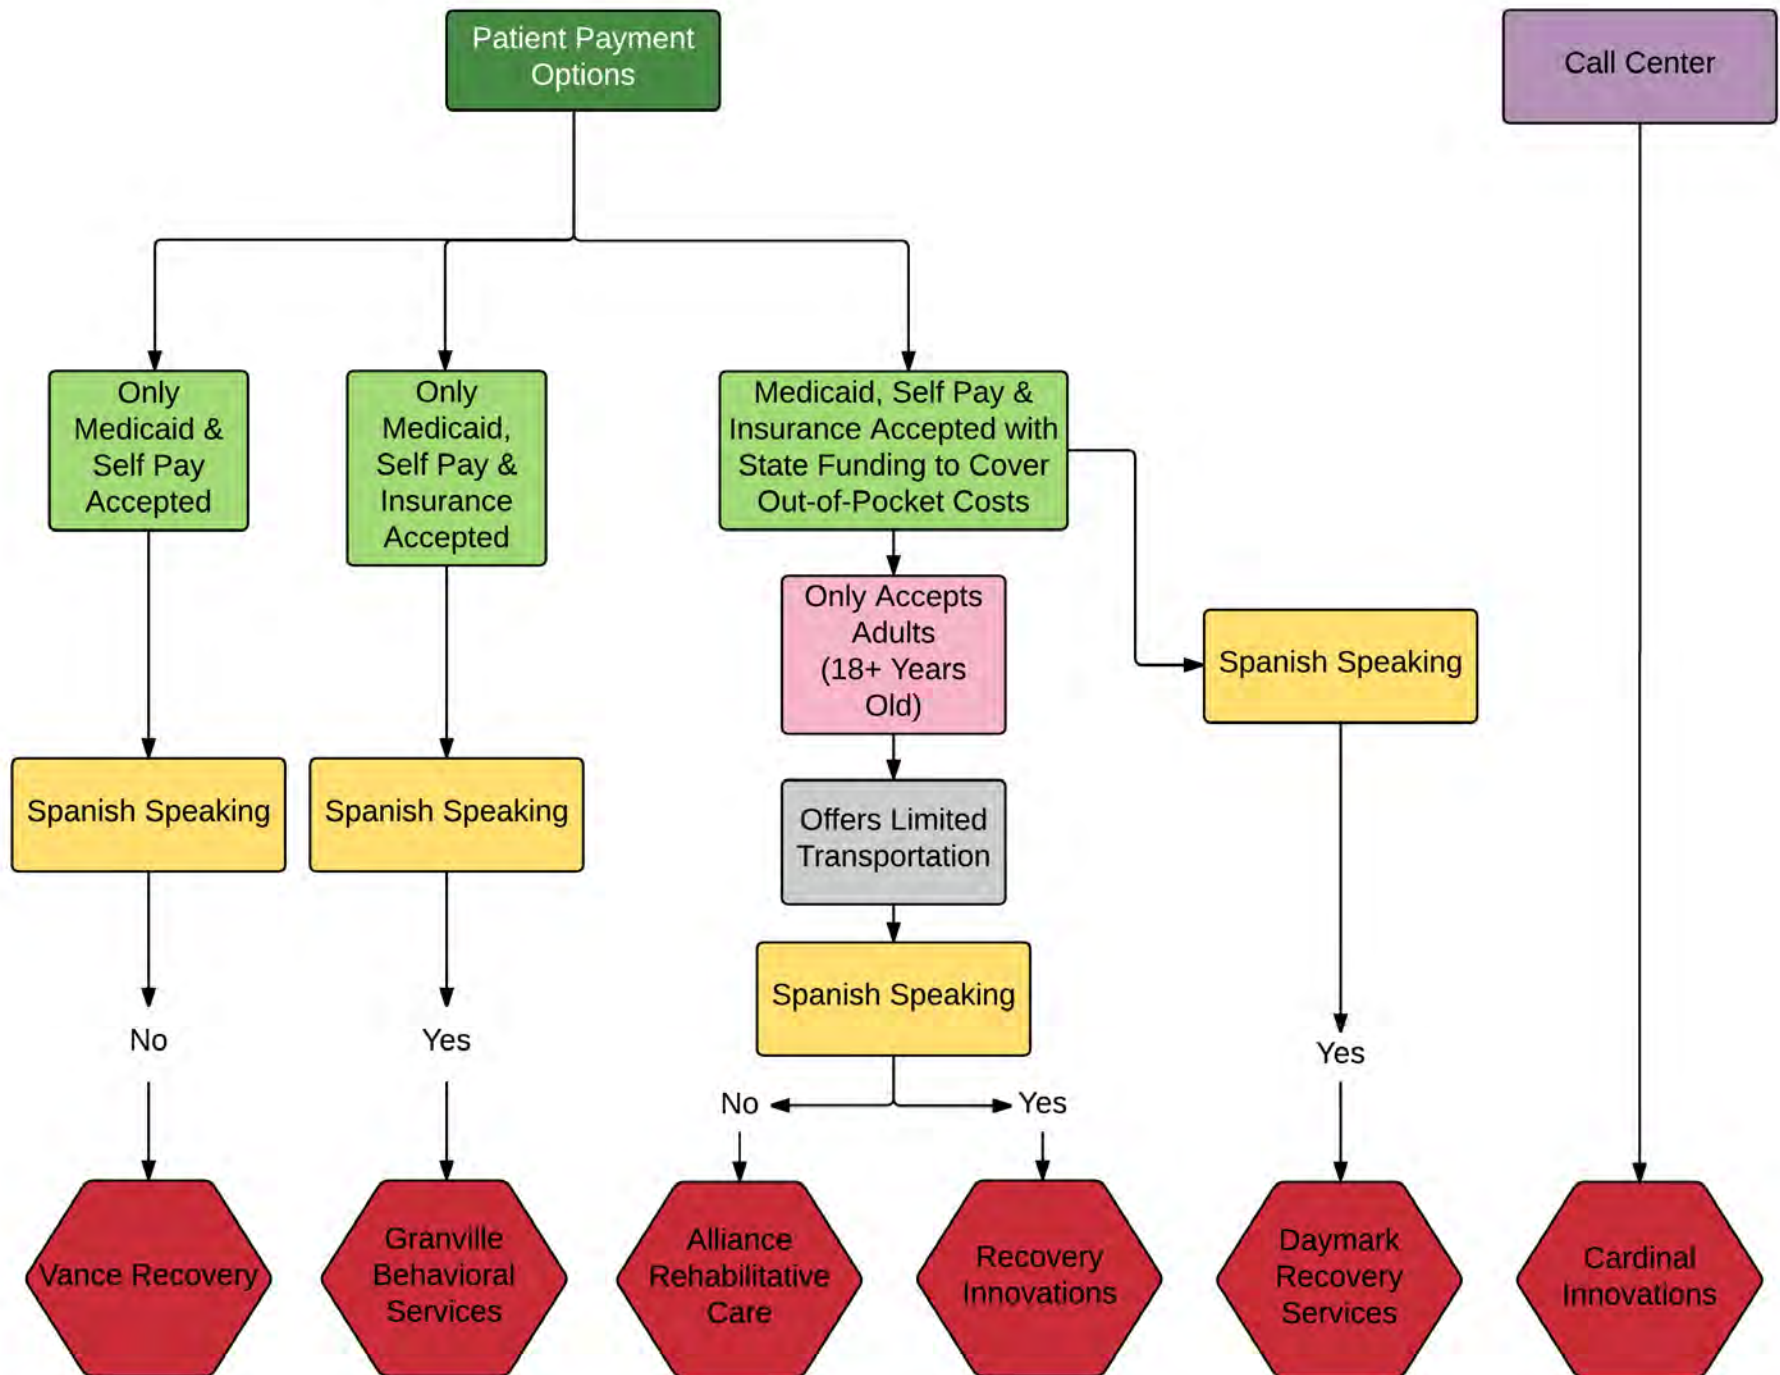 Patient Payment
Options
Call Center
Only
Medicaid &
Self Pay
Accepted
Only
Medicaid,
Self Pay &
Insurance
Accepted
Medicaid, Self Pay &
Insurance Accepted with
State Funding to Cover
Out-of-Pocket Costs
Only Accepts
Adults
(18+ Years
Old)
Spanish Speaking
Spanish Speaking
Spanish Speaking
Offers Limited
Transportation
Spanish Speaking
No
Yes
No
Yes
Yes
Vance Recovery
Granville
Behavioral
Services
Alliance
Rehabilitative
Care
Recovery
Innovations
Daymark
Recovery
Services
Cardinal
Innovations